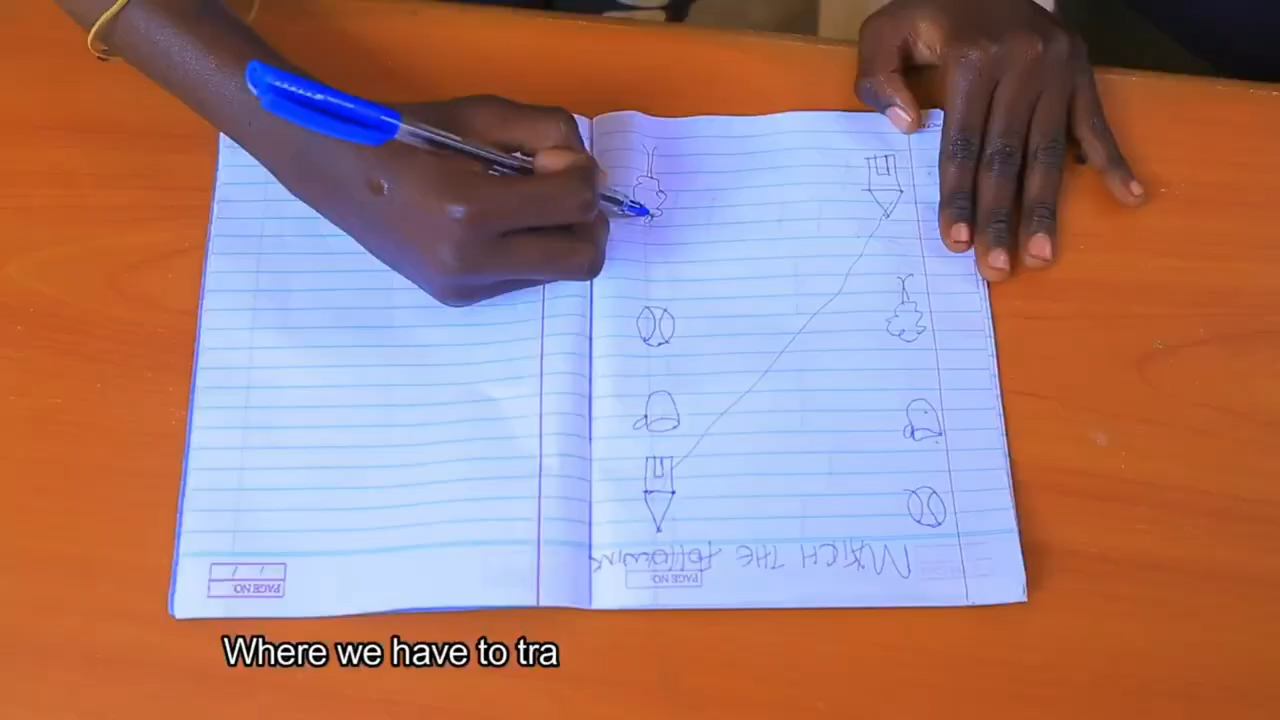 MATCH THE FOLLOWING
PAGE NO.
PAGE NO.
Where we have to tra